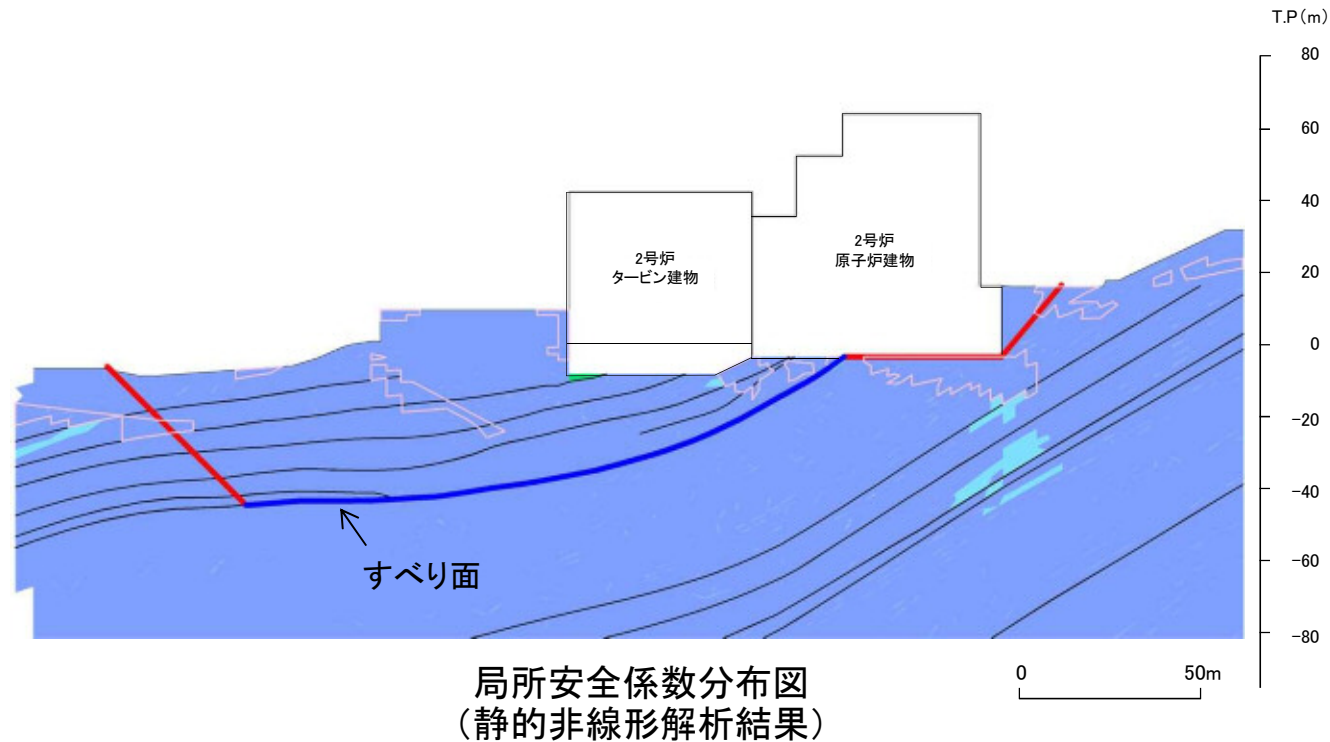 T.P(m)
80
60
40
20
0
-20
-40
-60
-80
2号炉
タービン建物
2号炉
原子炉建物
すべり面
局所安全係数分布図
(静的非線形解析結果)
0 50m